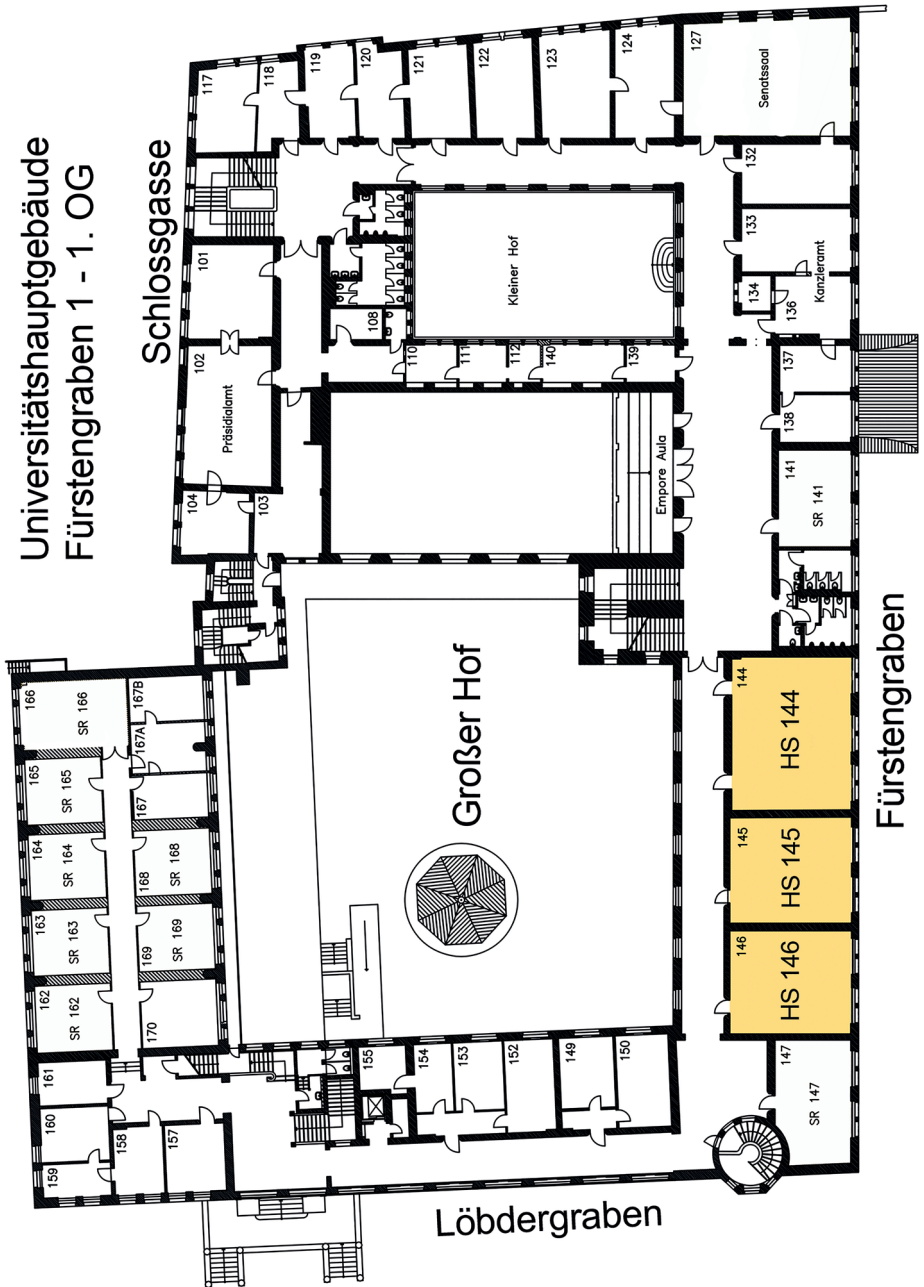 Universitätshauptgebäude
Fürstengraben 1 - 1. OG
Schlossgasse
117
118
119
120
121
122
123
124
127
Senatssaal
101
102
Präsidialamt
104
103
108
110
111
112
140
139
Kleiner Hof
132
133
134
136
Kanzleramt
137
138
141
SR 141
Empore Aula
166
SR 166
167B
167A
165
SR 165
167
164
SR 164
168
SR 168
163
SR 163
169
SR 169
162
SR 162
170
Großer Hof
144
HS 144
145
HS 145
146
HS 146
147
SR 147
Fürstengraben
161
160
159
158
157
155
154
153
152
149
150
Löbdergraben